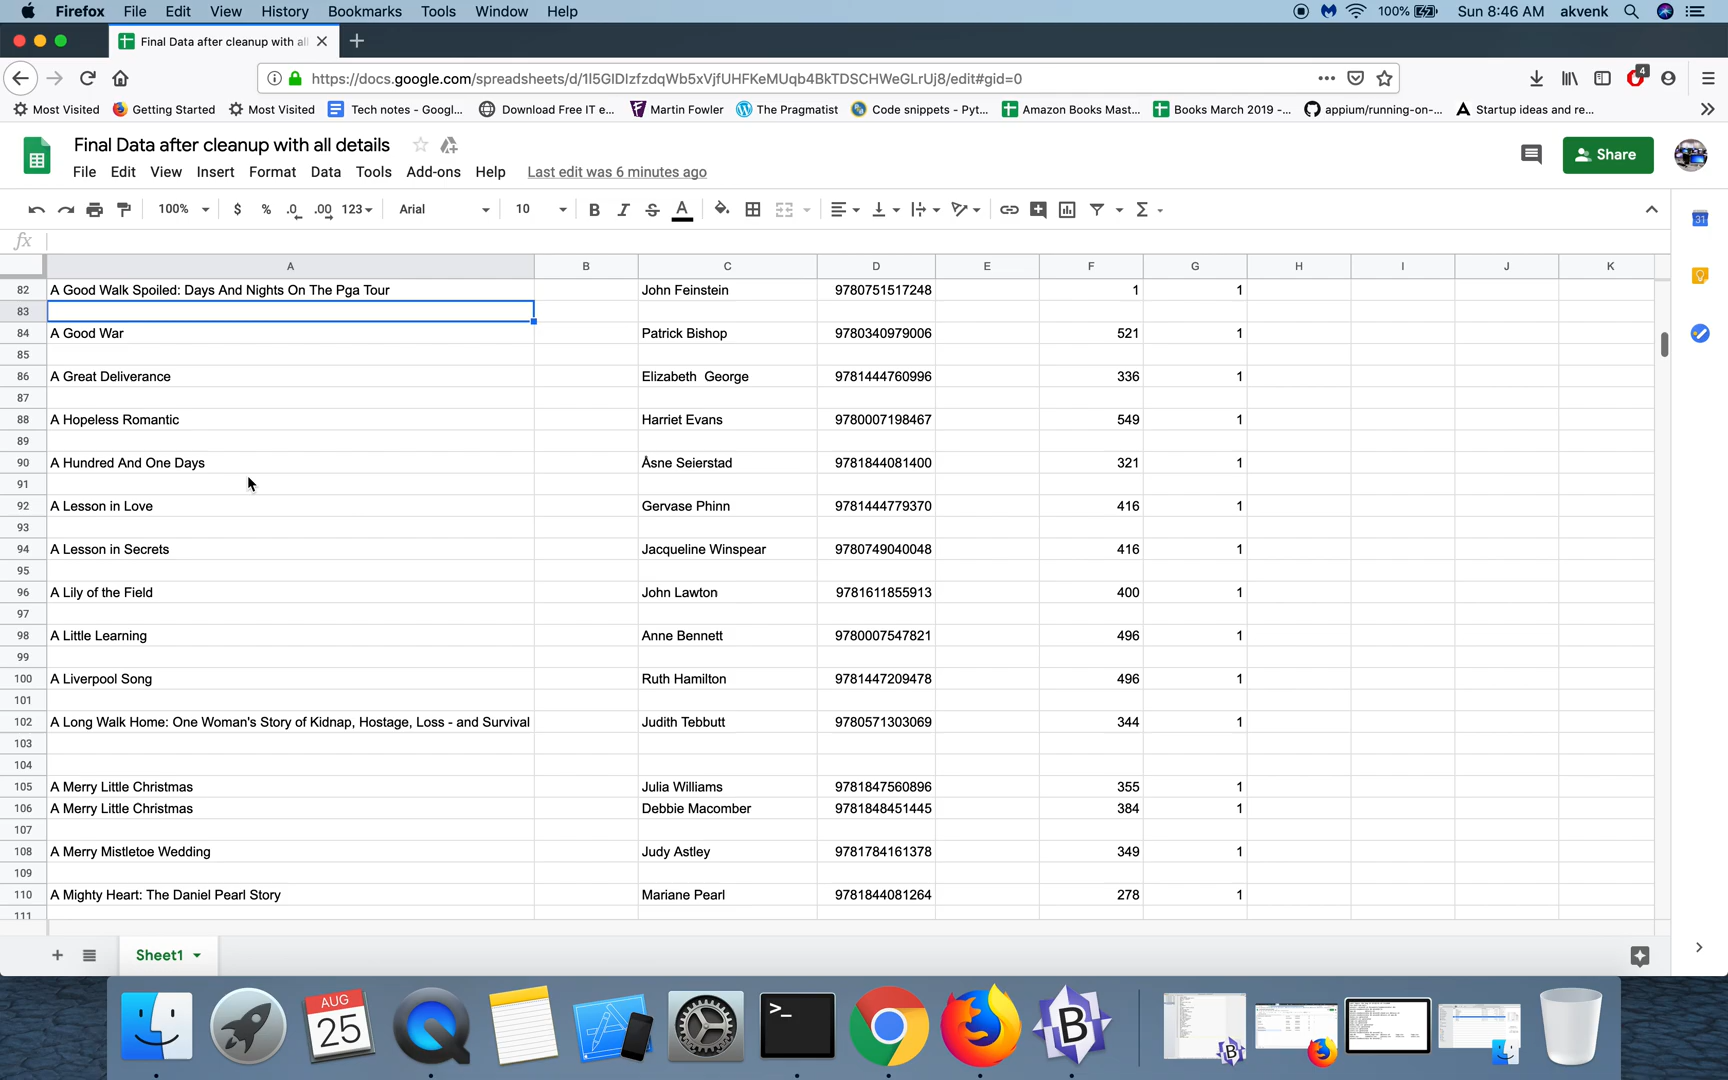 Firefox File Edit View History Bookmarks Tools Window Help 100% Sun 8:46 AM akvenk
Final Data after cleanup with al
https://docs.google.com/spreadsheets/d/1I5GlDIzfzdqWb5xVjfUHFKeMUqb4BkTDSCHWeGLrUj8/edit#gid=0 4
Most Visited Getting Started Most Visited Tech notes - Googl... Download Free IT e... Martin Fowler The Pragmatist Code snippets - Pyt... Amazon Books Mast... Books March 2019 -... appium/running-on-... Startup ideas and re...
Final Data after cleanup with all details
Share
File Edit View Insert Format Data Tools Add-ons Help Last edit was 6 minutes ago
100% $ % .0 .00 123 Arial 10 B I S A Σ
31
fx
A B C D E F G H I J K
82 A Good Walk Spoiled: Days And Nights On The Pga Tour John Feinstein 9780751517248 1 1
83
84 A Good War Patrick Bishop 9780340979006 521 1
85
86 A Great Deliverance Elizabeth George 9781444760996 336 1
87
88 A Hopeless Romantic Harriet Evans 9780007198467 549 1
89
90 A Hundred And One Days Åsne Seierstad 9781844081400 321 1
91
92 A Lesson in Love Gervase Phinn 9781444779370 416 1
93
94 A Lesson in Secrets Jacqueline Winspear 9780749040048 416 1
95
96 A Lily of the Field John Lawton 9781611855913 400 1
97
98 A Little Learning Anne Bennett 9780007547821 496 1
99
100 A Liverpool Song Ruth Hamilton 9781447209478 496 1
101
102 A Long Walk Home: One Woman's Story of Kidnap, Hostage, Loss - and Survival Judith Tebbutt 9780571303069 344 1
103
104
105 A Merry Little Christmas Julia Williams 9781847560896 355 1
106 A Merry Little Christmas Debbie Macomber 9781848451445 384 1
107
108 A Merry Mistletoe Wedding Judy Astley 9781784161378 349 1
109
110 A Mighty Heart: The Daniel Pearl Story Mariane Pearl 9781844081264 278 1
111
Sheet1
AUG
25
>_
B